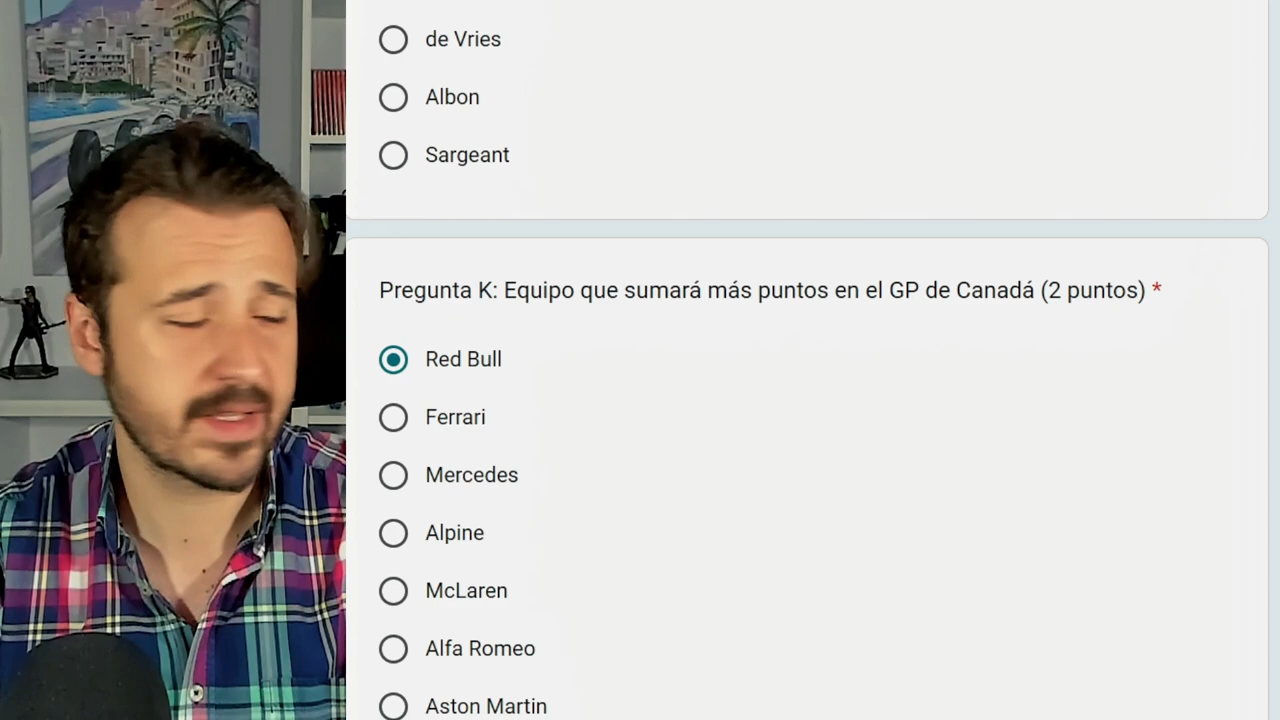 de Vries
Albon
Sargeant
Pregunta K: Equipo que sumará más puntos en el GP de Canadá (2 puntos) *
Red Bull
Ferrari
Mercedes
Alpine
McLaren
Alfa Romeo
Aston Martin